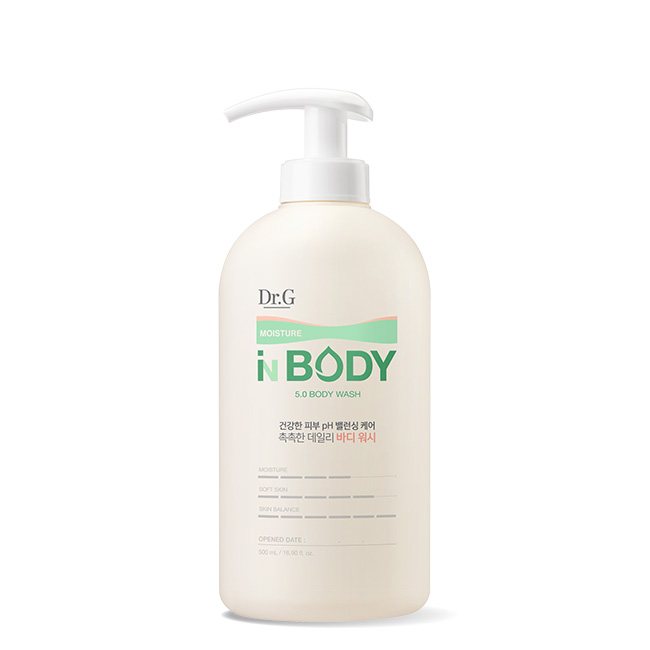 Dr.G
MOISTURE
iN BODY
5.0 BODY WASH
건강한 피부 pH 밸런싱 케어
촉촉한 데일리 바디 워시
MOISTURE
SOFT SKIN
SKIN BALANCE
OPENED DATE :
500 mL / 16.90 fl. oz.